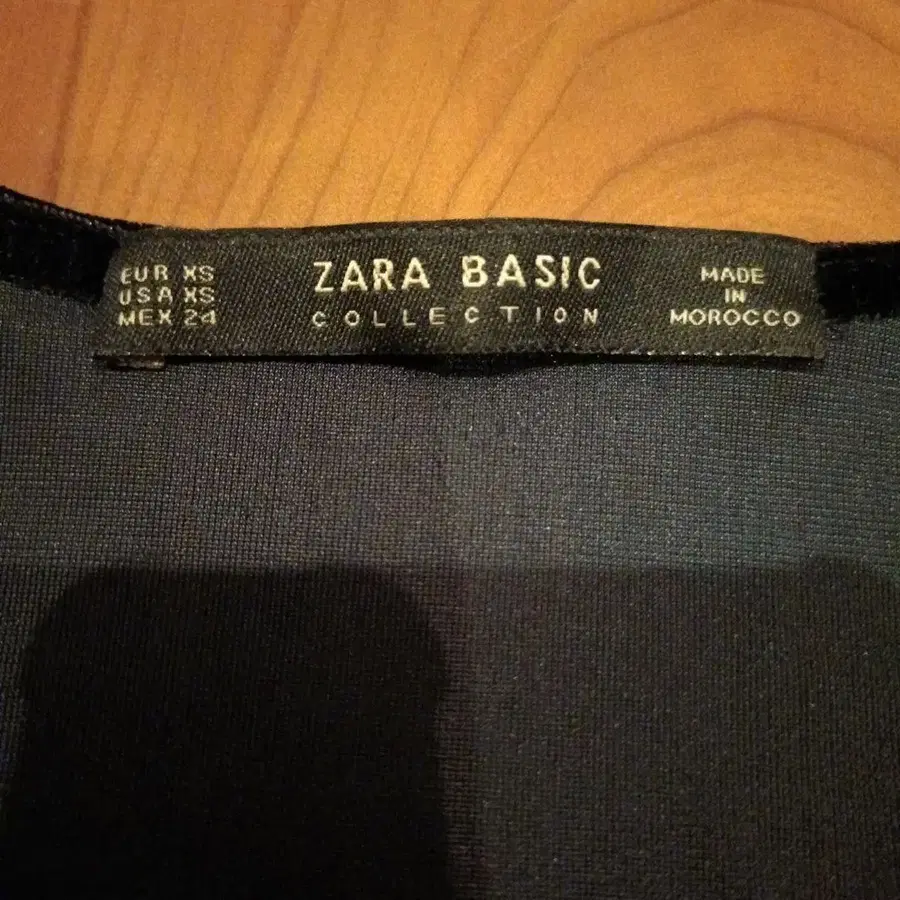 EUR XS
USA XS
MEX 24
ZARA BASIC
COLLECTION
MADE
IN
MOROCCO